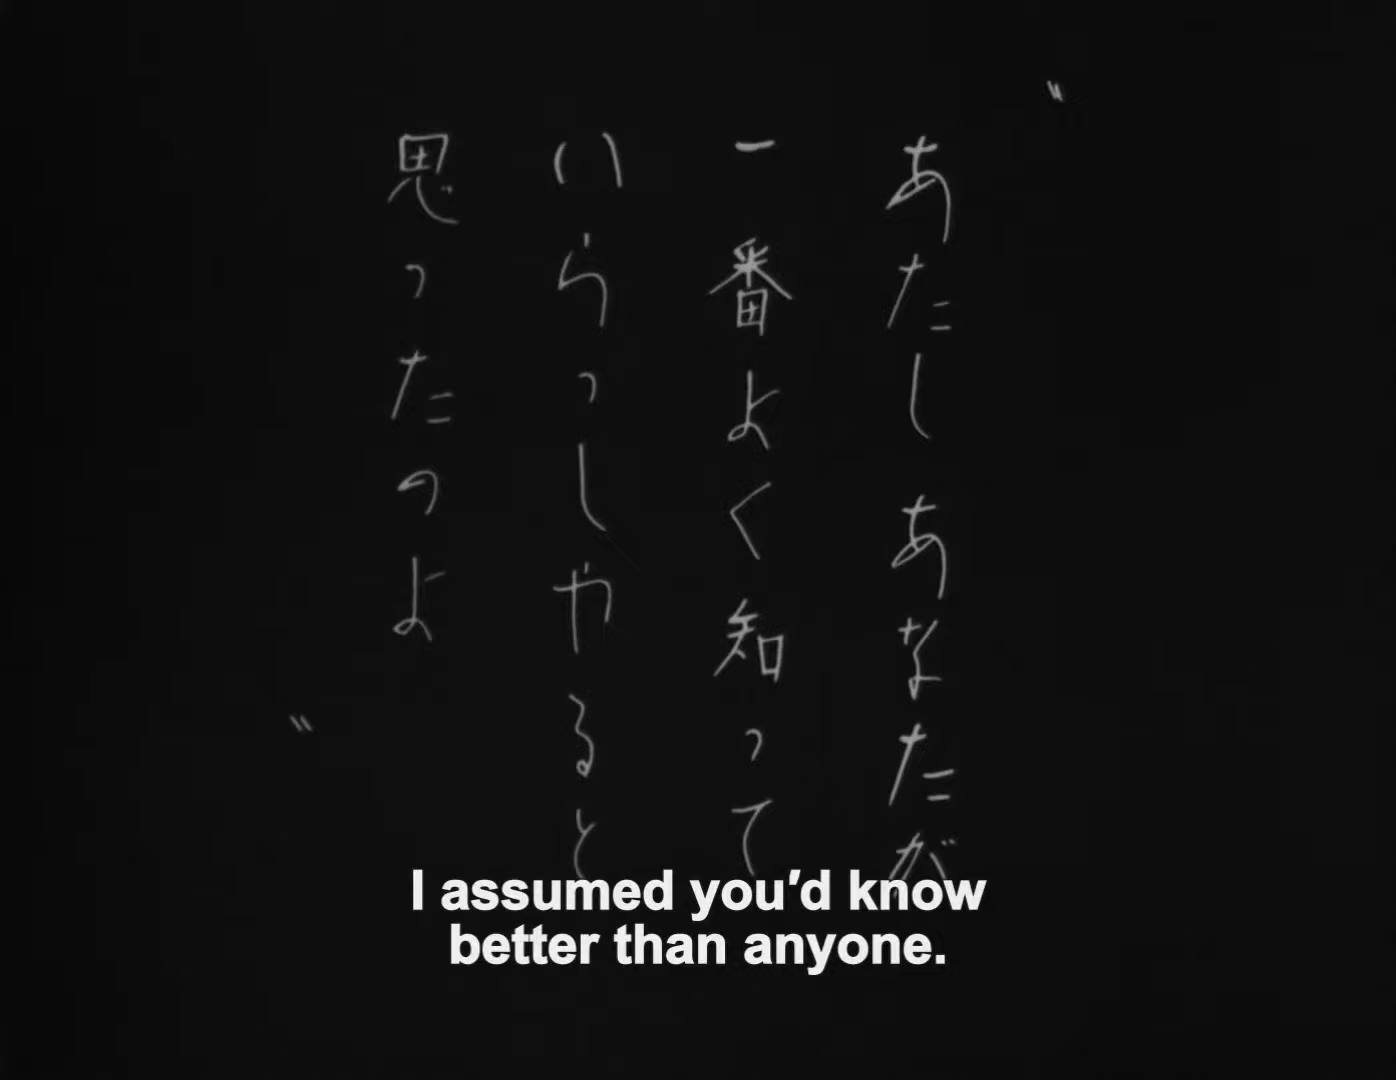 〝あたし あなたが
一番よく知って
いらっしやると
思ったのよ〟
I assumed you'd know
better than anyone.